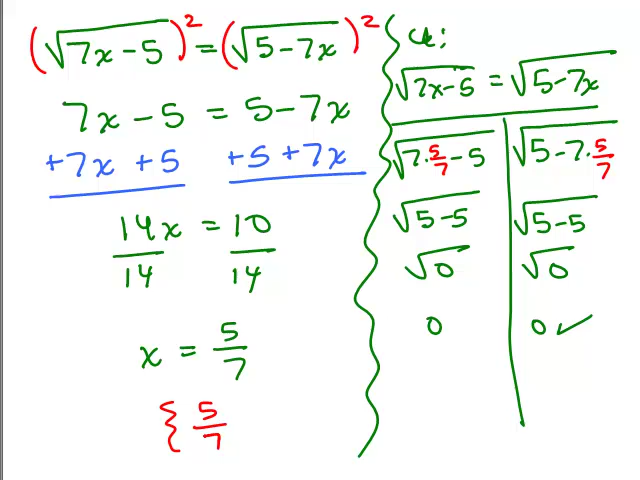 (√(7x-5))² = (√(5-7x))²
7x - 5 = 5 - 7x
+7x +5 +5 +7x
14x = 10
14 14
x = 5/7
{ 5/7
ck:
√(7x-5) = √(5-7x)
√(7·5/7 - 5) √(5-7·5/7)
√(5-5) √(5-5)
√0 √0
0 0 ✓